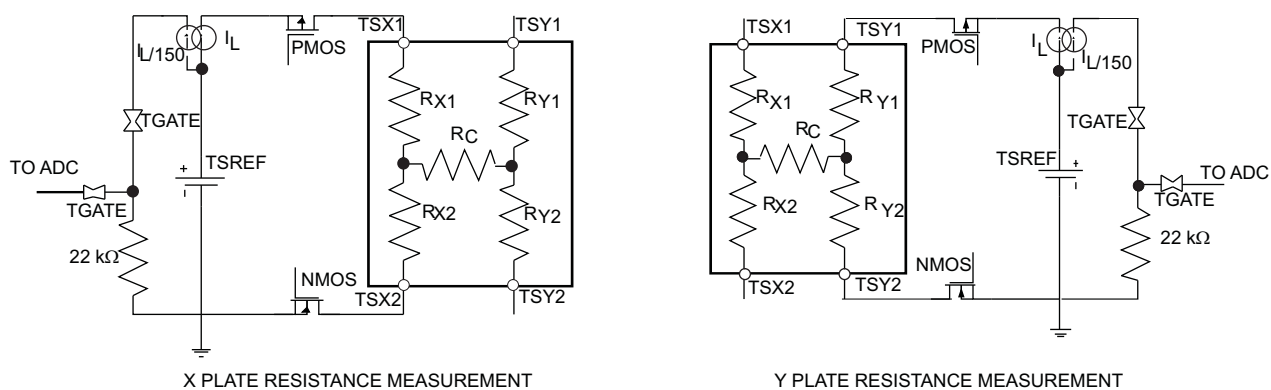 I L/150
I L
PMOS
TSX1
TSY1
R X1
R Y1
R C
TGATE
TSREF
+
TO ADC
TGATE
R X2
R Y2
22 kΩ
NMOS
TSX2
TSY2
X PLATE RESISTANCE MEASUREMENT
TSX1
TSY1
PMOS
I L
I L/150
R X1
R Y1
R C
TGATE
TSREF
+
TO ADC
TGATE
R X2
R Y2
22 kΩ
NMOS
TSX2
TSY2
Y PLATE RESISTANCE MEASUREMENT